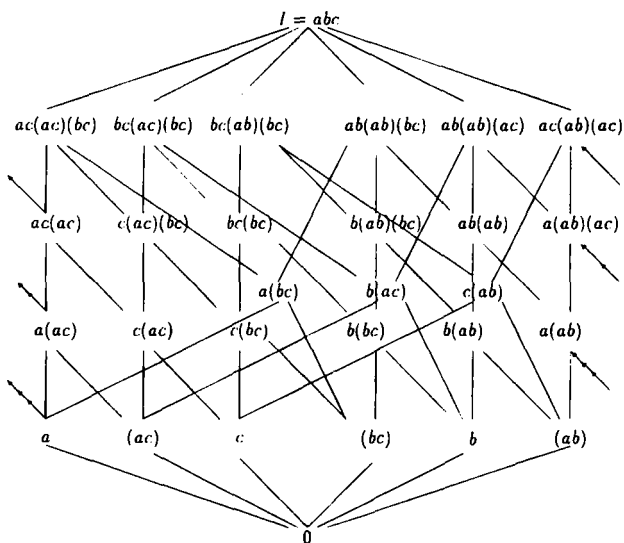 I = abc
ac(ac)(bc) bc(ac)(bc) bc(ab)(bc) ab(ab)(bc) ab(ab)(ac) ac(ab)(ac)
ac(ac) c(ac)(bc) bc(bc) b(ab)(bc) ab(ab) a(ab)(ac)
a(bc) b(ac) c(ab)
a(ac) c(ac) c(bc) b(bc) b(ab) a(ab)
a (ac) c (bc) b (ab)
0